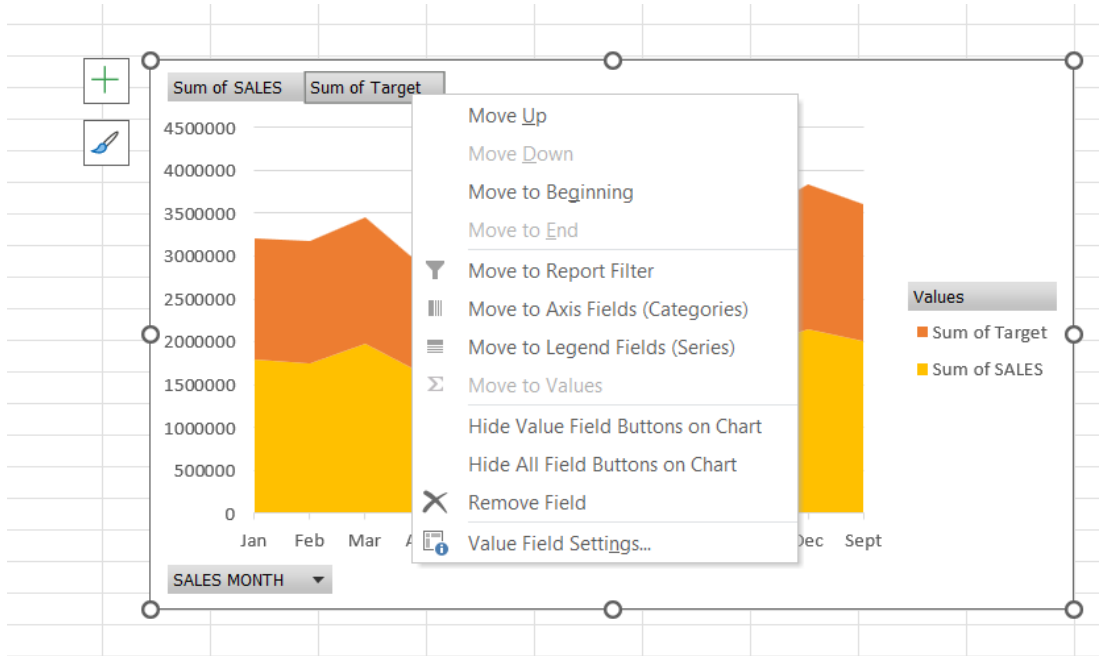 Sum of SALES
Sum of Target
4500000
4000000
3500000
3000000
2500000
2000000
1500000
1000000
500000
0
Jan Feb Mar
Dec Sept
SALES MONTH
Move Up
Move Down
Move to Beginning
Move to End
Move to Report Filter
Move to Axis Fields (Categories)
Move to Legend Fields (Series)
Σ Move to Values
Hide Value Field Buttons on Chart
Hide All Field Buttons on Chart
Remove Field
Value Field Settings...
Values
Sum of Target
Sum of SALES